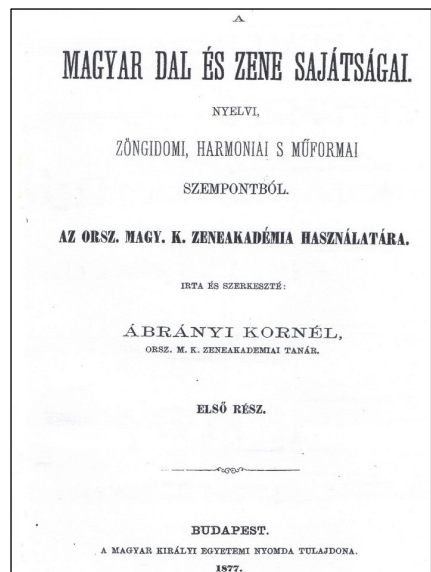 A
MAGYAR DAL ÉS ZENE SAJÁTSÁGAI.
NYELVI,
ZÖNGIDOMI, HARMONIAI S MŰFORMAI
SZEMPONTBÓL.
AZ ORSZ. MAGY. K. ZENEAKADÉMIA HASZNÁLATÁRA.
IRTA ÉS SZERKESZTÉ:
ÁBRÁNYI KORNÉL,
ORSZ. M. K. ZENEAKADEMIAI TANÁR.
ELSŐ RÉSZ.
BUDAPEST.
A MAGYAR KIRÁLYI EGYETEMI NYOMDA TULAJDONA.
1877.